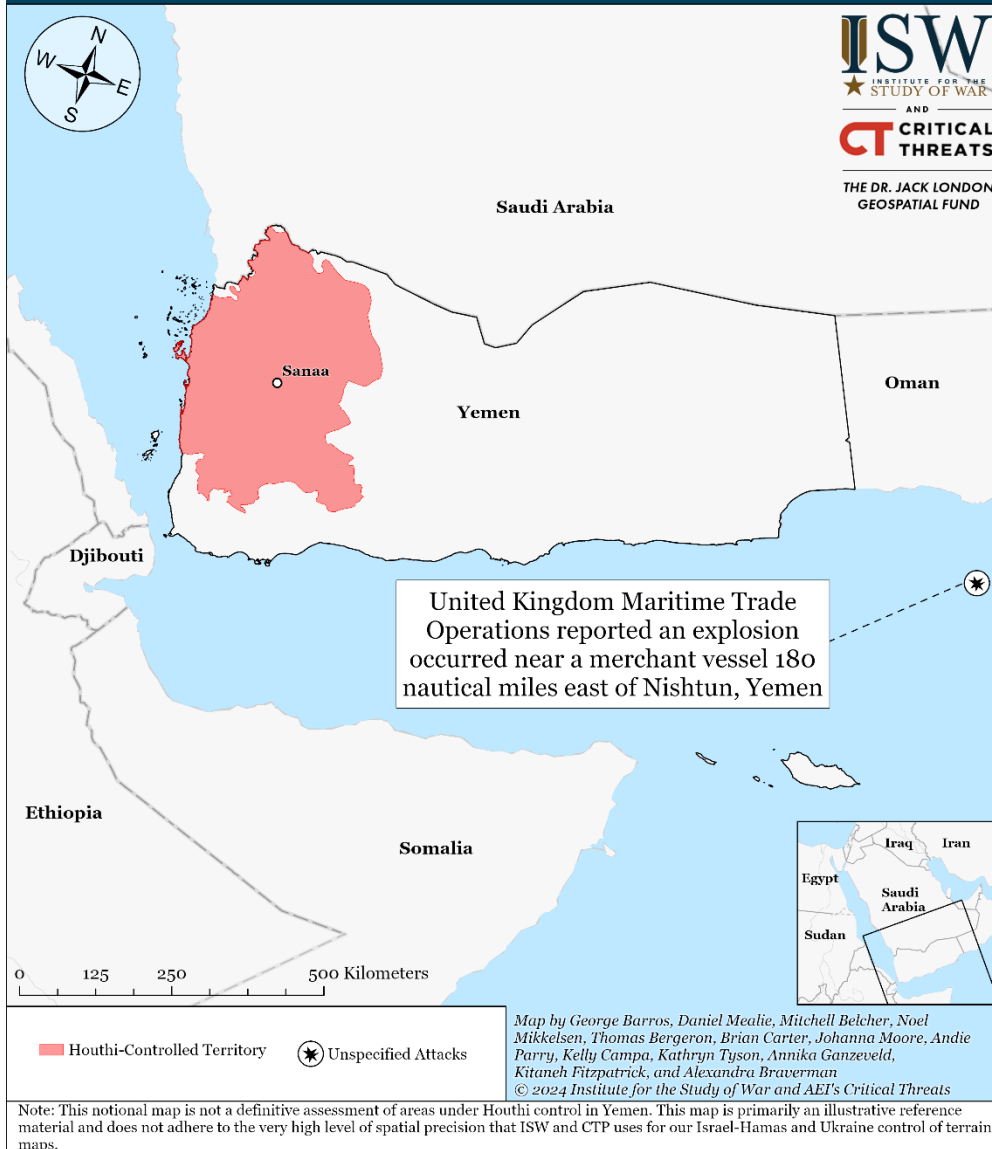 N
W
E
S
ISW
INSTITUTE FOR THE
STUDY OF WAR
AND
CT CRITICAL
THREATS
THE DR. JACK LONDON
GEOSPATIAL FUND
Saudi Arabia
Sanaa
Yemen
Oman
Djibouti
United Kingdom Maritime Trade
Operations reported an explosion
occurred near a merchant vessel 180
nautical miles east of Nishtun, Yemen
Ethiopia
Somalia
Iraq
Iran
Egypt
Saudi
Arabia
Sudan
0 125 250 500 Kilometers
Houthi-Controlled Territory
Unspecified Attacks
Map by George Barros, Daniel Mealie, Mitchell Belcher, Noel
Mikkelsen, Thomas Bergeron, Brian Carter, Johanna Moore, Andie
Parry, Kelly Campa, Kathryn Tyson, Annika Ganzeveld,
Kitaneh Fitzpatrick, and Alexandra Braverman
© 2024 Institute for the Study of War and AEI's Critical Threats
Note: This notional map is not a definitive assessment of areas under Houthi control in Yemen. This map is primarily an illustrative reference
material and does not adhere to the very high level of spatial precision that ISW and CTP uses for our Israel-Hamas and Ukraine control of terrain
maps.